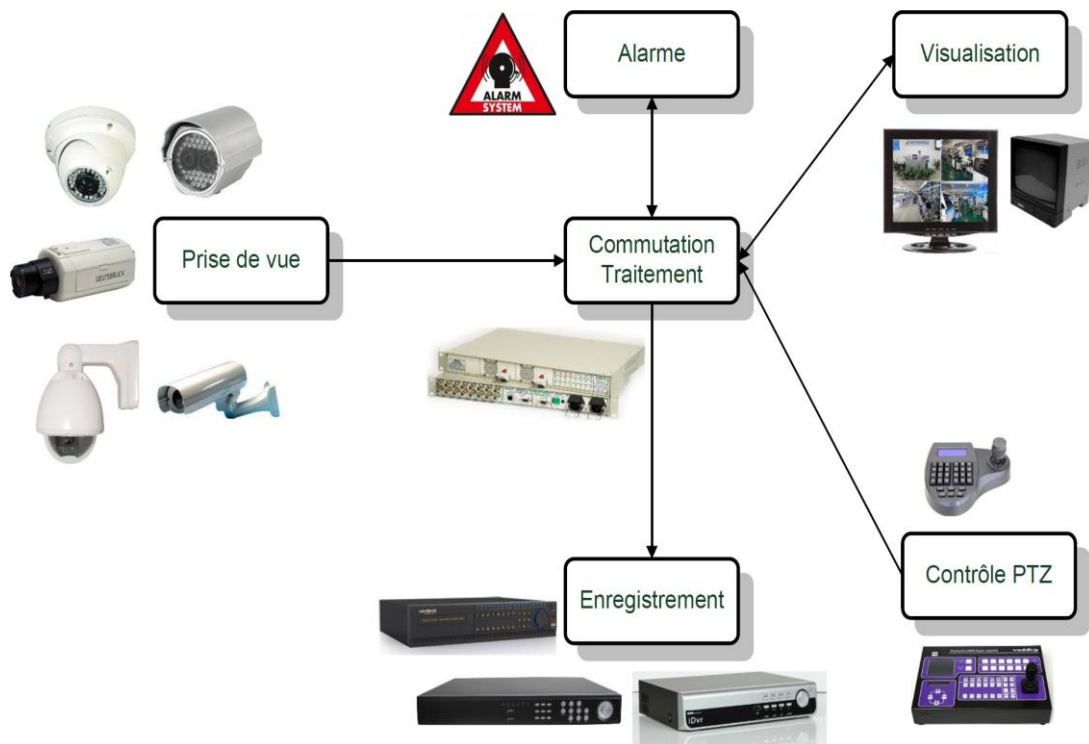 Alarme
Visualisation
ALARM
SYSTEM
Prise de vue
Commutation
Traitement
Contrôle PTZ
Enregistrement
iDvr